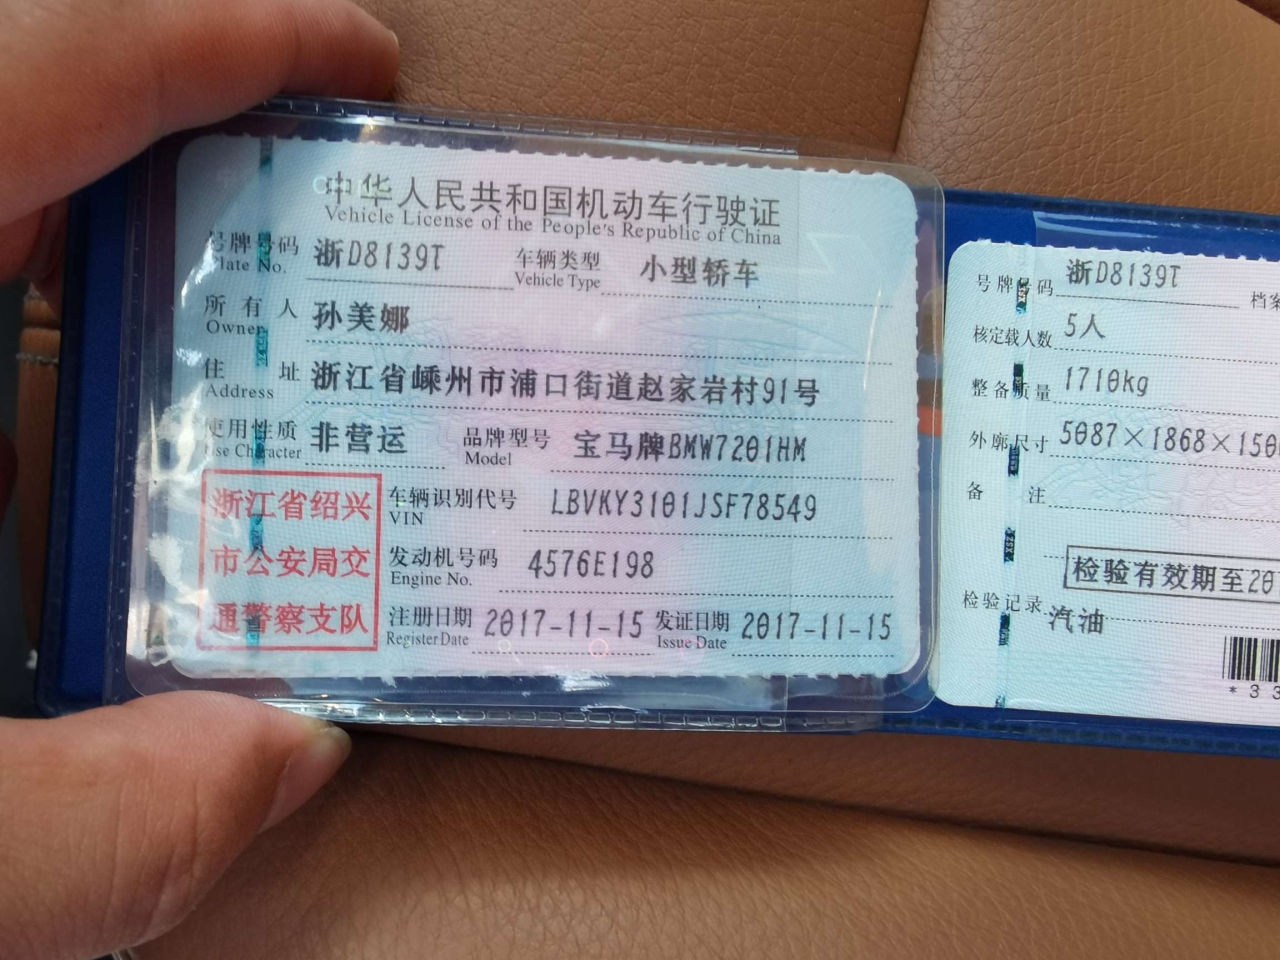 中华人民共和国机动车行驶证
Vehicle License of the People's Republic of China
号牌号码 浙D8139T 车辆类型 小型轿车
Plate No. Vehicle Type
所有人 孙美娜
Owner
住址 浙江省嵊州市浦口街道赵家岩村91号
Address
使用性质 非营运 品牌型号 宝马牌BMW7201HM
Use Character Model
浙江省绍兴
市公安局交
通警察支队
车辆识别代号 LBVKY3101JSF78549
VIN
发动机号码 4576E198
Engine No.
注册日期 2017-11-15 发证日期 2017-11-15
Register Date Issue Date
号牌号码 浙D8139T 档案
核定载人数 5人
整备质量 1710kg
外廓尺寸 5087×1868×150
备注
检验有效期至20
检验记录 汽油
*33